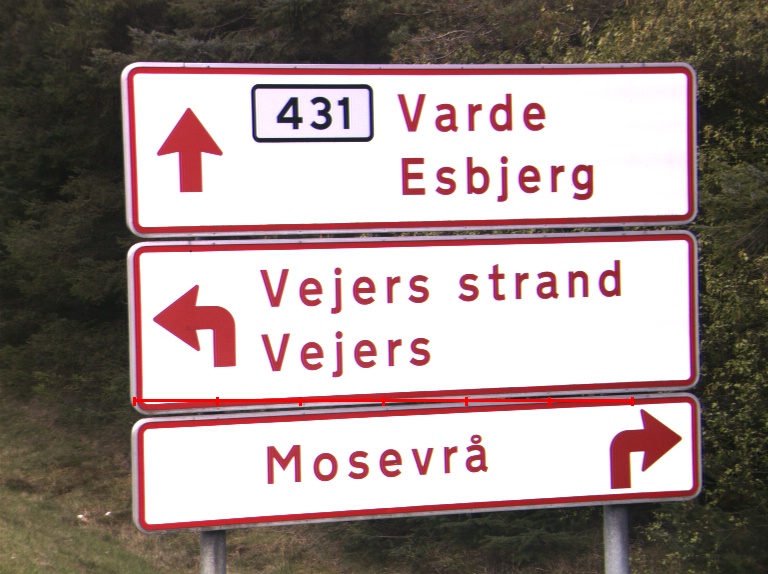 431 Varde
Esbjerg
Vejers strand
Vejers
Mosevrå